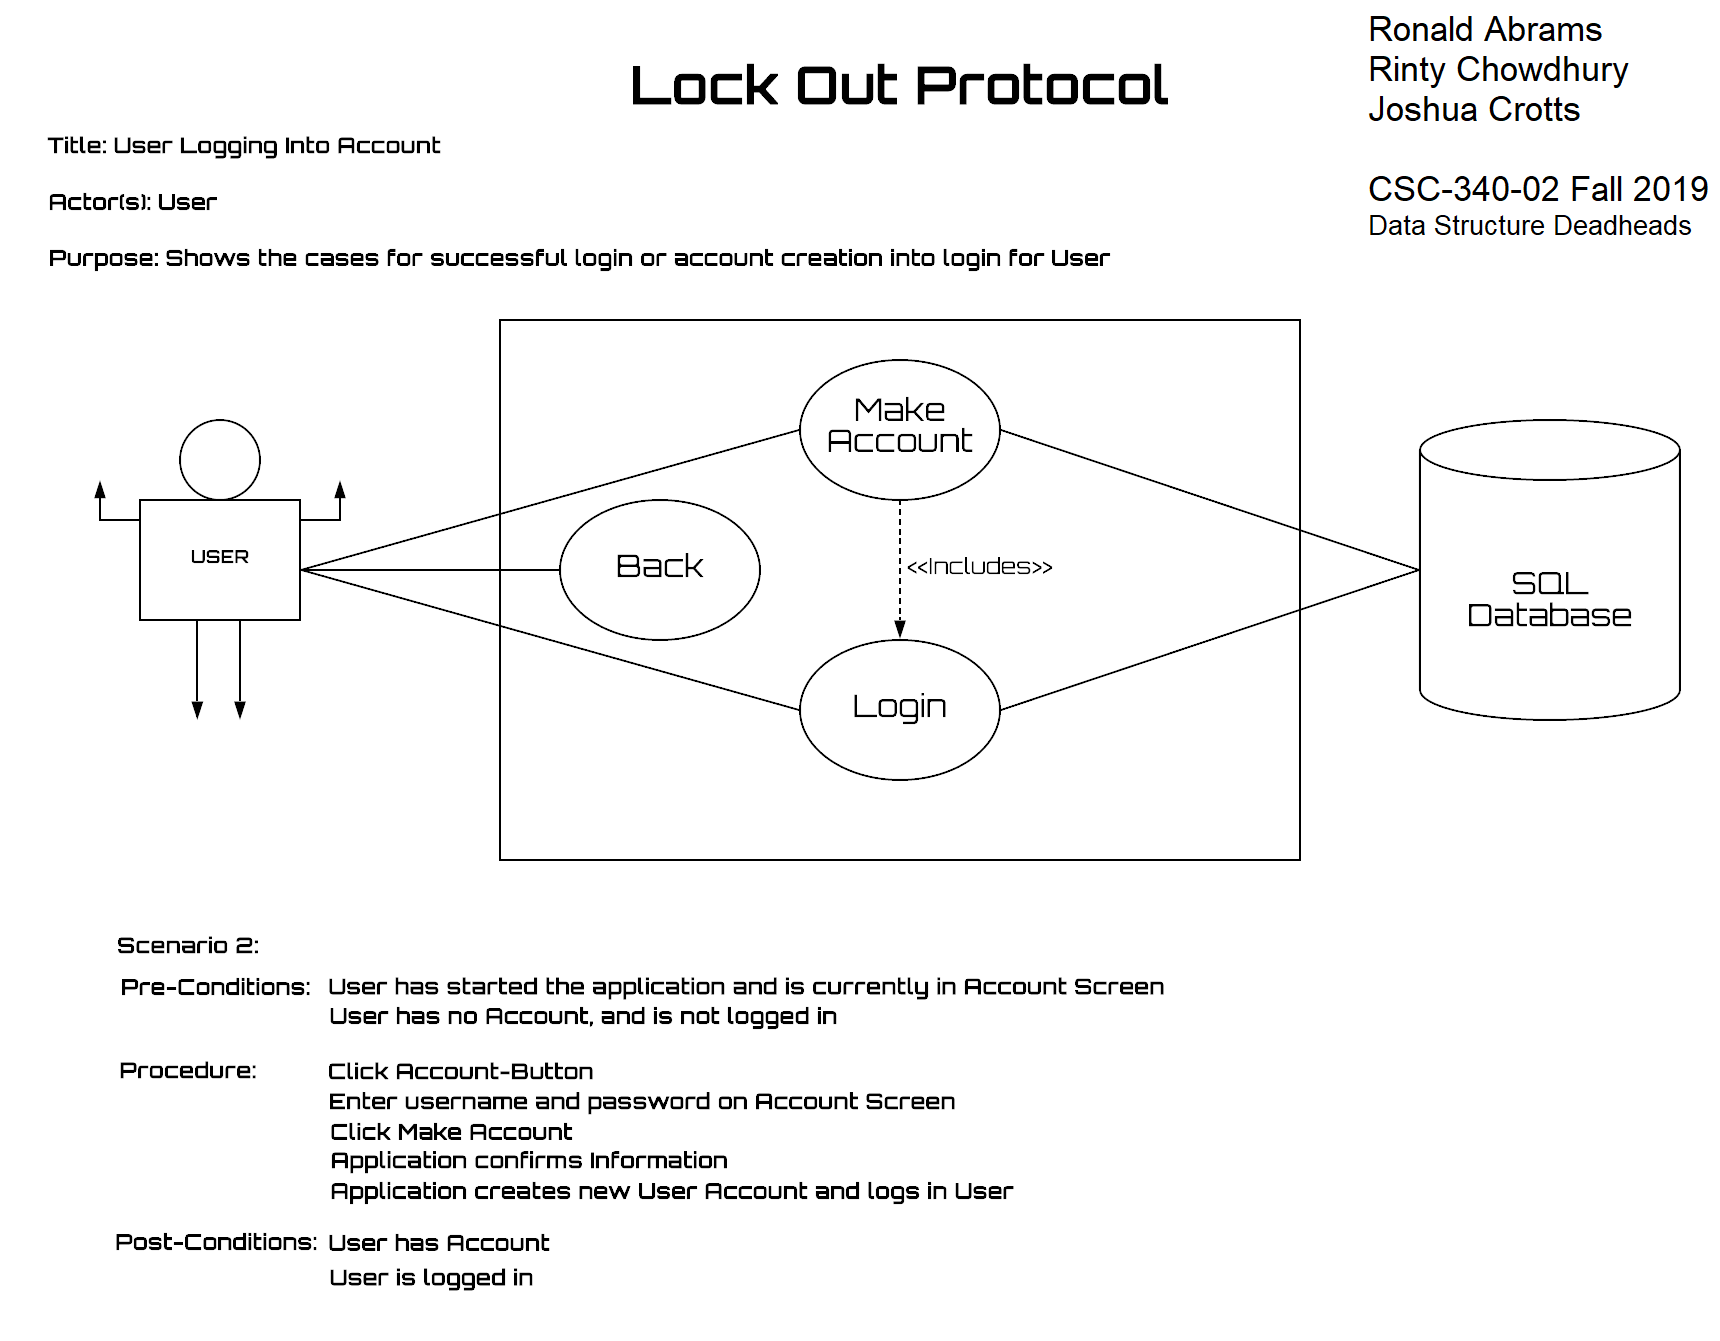 Ronald Abrams
Rinty Chowdhury
Joshua Crotts
CSC-340-02 Fall 2019
Data Structure Deadheads
Lock Out Protocol
Title: User Logging Into Account
Actor(s): User
Purpose: Shows the cases for successful login or account creation into login for User
Make
Account
USER
Back
<<Includes>>
SQL
Database
Login
Scenario 2:
Pre-Conditions: User has started the application and is currently in Account Screen
User has no Account, and is not logged in
Procedure: Click Account-Button
Enter username and password on Account Screen
Click Make Account
Application confirms Information
Application creates new User Account and logs in User
Post-Conditions: User has Account
User is logged in